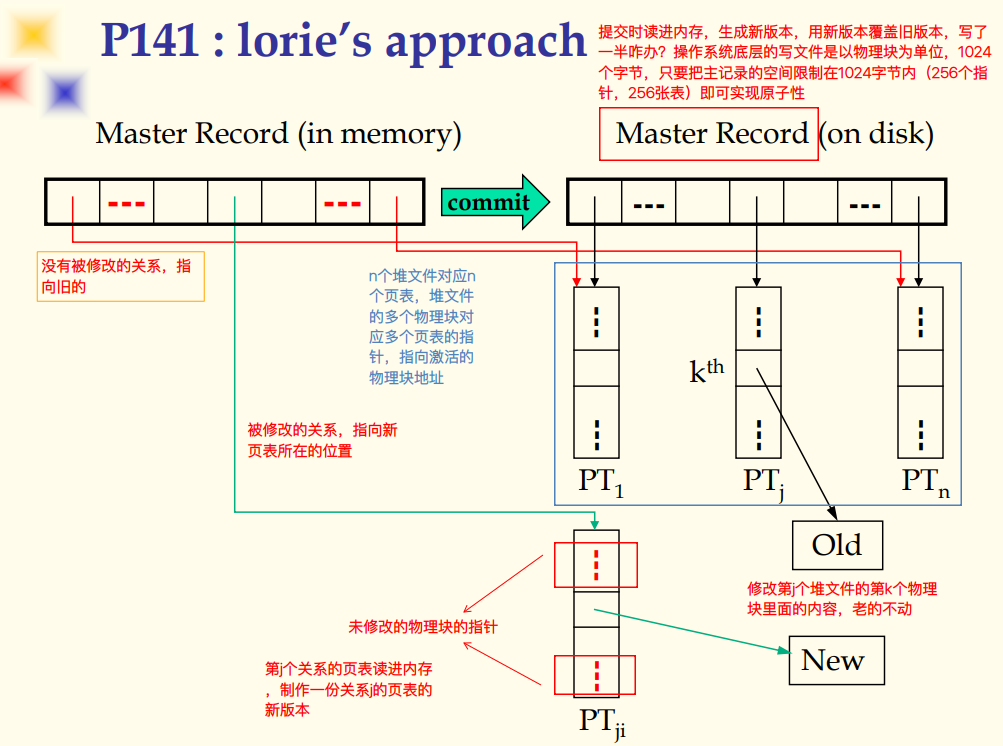 P141 : lorie's approach
提交时读进内存，生成新版本，用新版本覆盖旧版本，写了
一半咋办？操作系统底层的写文件是以物理块为单位，1024
个字节，只要把主记录的空间限制在1024字节内（256个指
针，256张表）即可实现原子性
Master Record (in memory)
Master Record (on disk)
---
---
commit
---
---
没有被修改的关系，指
向旧的
n个堆文件对应n
个页表，堆文件
的多个物理块对
应多个页表的指
针，指向激活的
物理块地址
kth
被修改的关系，指向新
页表所在的位置
PT1
PTj
PTn
Old
修改第j个堆文件的第k个物理
块里面的内容，老的不动
未修改的物理块的指针
New
第j个关系的页表读进内存
，制作一份关系j的页表的
新版本
PTji